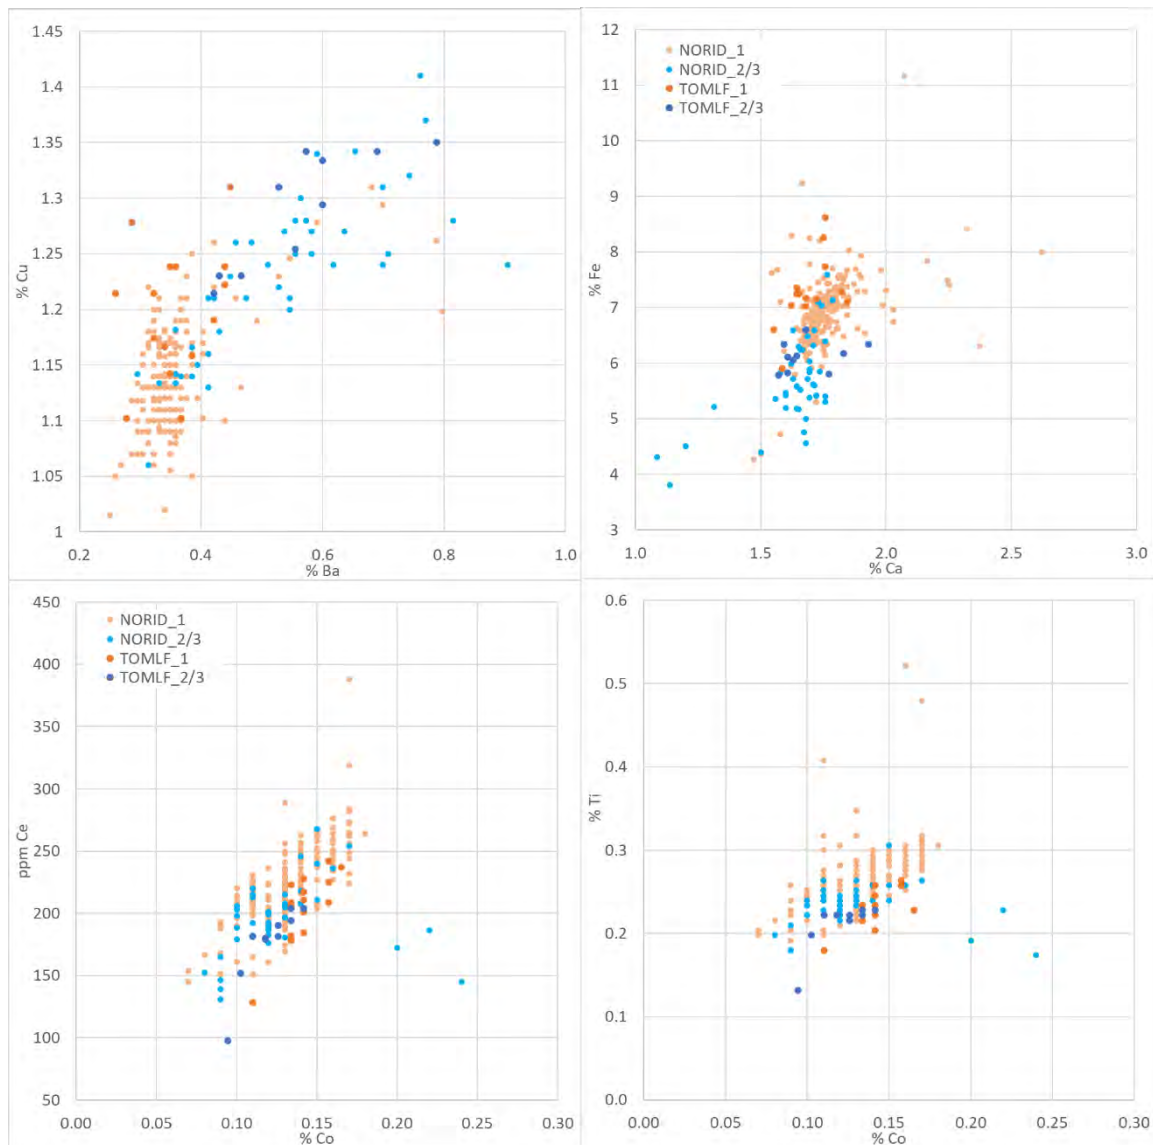 1.45
1.4
1.35
1.3
1.25
1.2
1.15
1.1
1.05
1
% Cu
0.2 0.4 0.6 0.8 1.0
% Ba
12
11
10
9
8
7
6
5
4
3
% Fe
NORID_1
NORID_2/3
TOMLF_1
TOMLF_2/3
1.0 1.5 2.0 2.5 3.0
% Ca
450
400
350
300
250
200
150
100
50
ppm Ce
NORID_1
NORID_2/3
TOMLF_1
TOMLF_2/3
0.00 0.05 0.10 0.15 0.20 0.25 0.30
% Co
0.6
0.5
0.4
0.3
0.2
0.1
0.0
% Ti
0.00 0.05 0.10 0.15 0.20 0.25 0.30
% Co